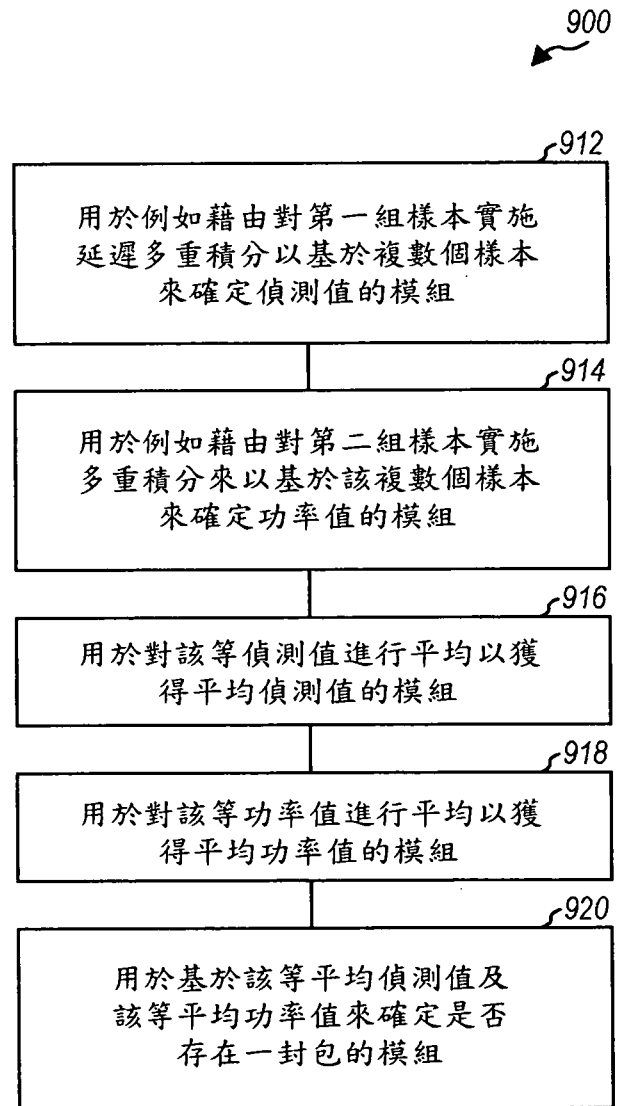 900
912
用於例如藉由對第一組樣本實施
延遲多重積分以基於複數個樣本
來確定偵測值的模組
914
用於例如藉由對第二組樣本實施
多重積分來以基於該複數個樣本
來確定功率值的模組
916
用於對該等偵測值進行平均以獲
得平均偵測值的模組
918
用於對該等功率值進行平均以獲
得平均功率值的模組
920
用於基於該等平均偵測值及
該等平均功率值來確定是否
存在一封包的模組